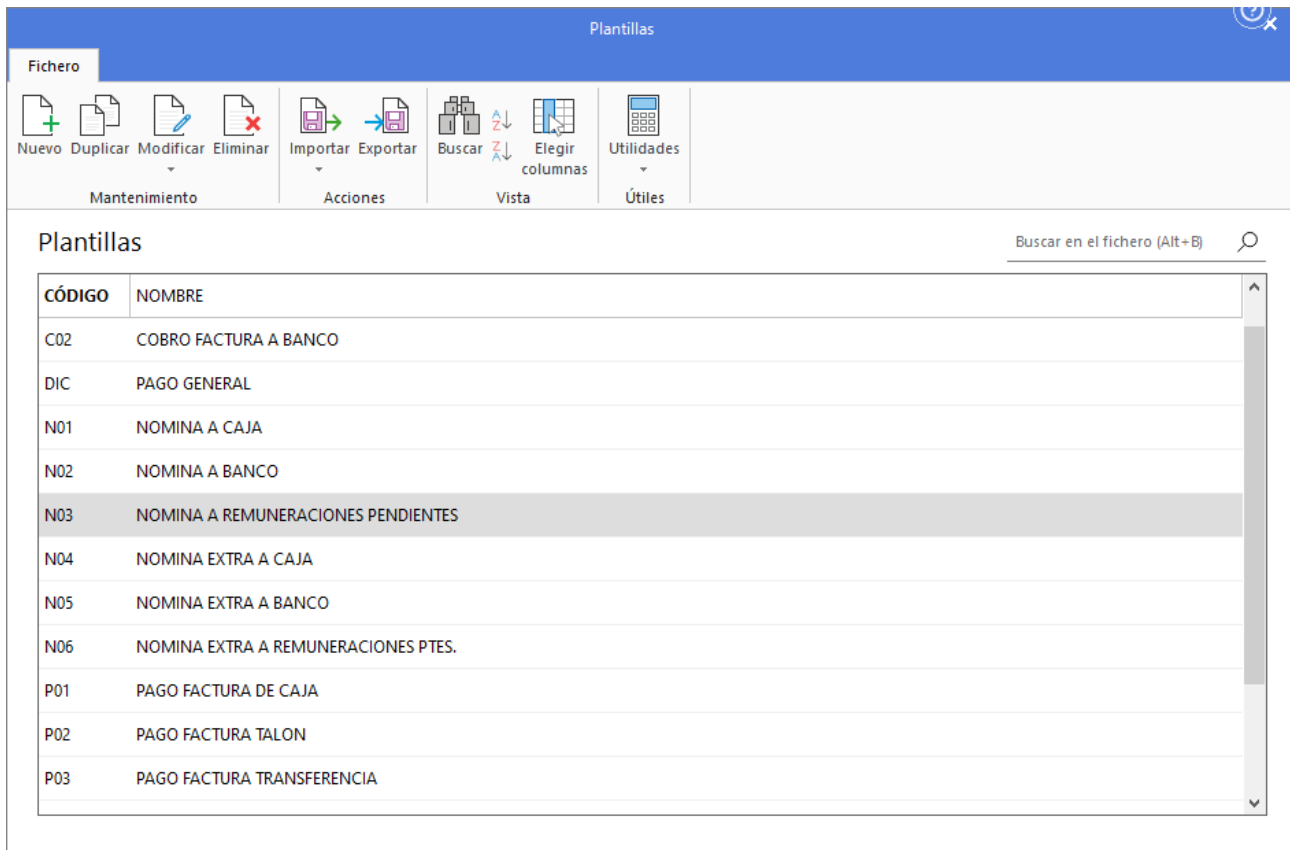 Plantillas
Fichero
Nuevo Duplicar Modificar Eliminar Importar Exportar Buscar Elegir columnas Utilidades
Mantenimiento Acciones Vista Útiles
Plantillas Buscar en el fichero (Alt+B)
CÓDIGO NOMBRE
C02 COBRO FACTURA A BANCO
DIC PAGO GENERAL
N01 NOMINA A CAJA
N02 NOMINA A BANCO
N03 NOMINA A REMUNERACIONES PENDIENTES
N04 NOMINA EXTRA A CAJA
N05 NOMINA EXTRA A BANCO
N06 NOMINA EXTRA A REMUNERACIONES PTES.
P01 PAGO FACTURA DE CAJA
P02 PAGO FACTURA TALON
P03 PAGO FACTURA TRANSFERENCIA